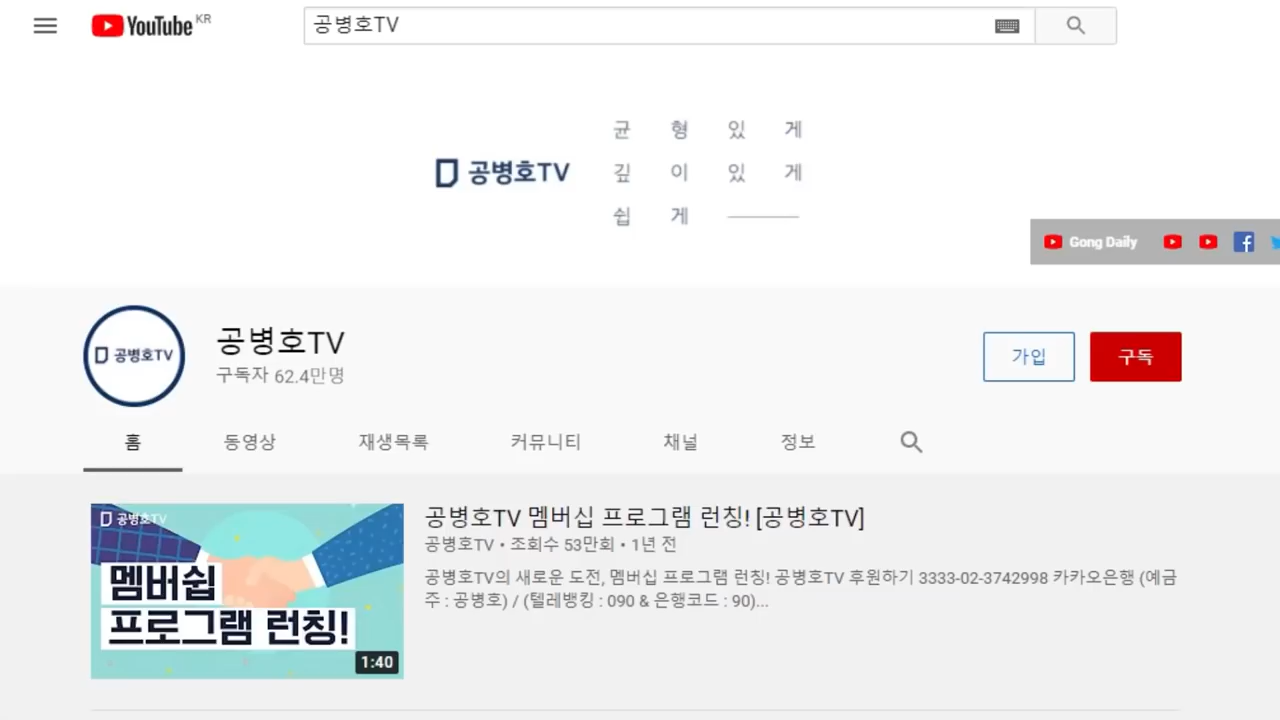 YouTube KR
공병호TV
균 형 있 게
공병호TV
깊 이 있 게
쉽 게
Gong Daily
공병호TV
공병호TV
구독자 62.4만명
가입
구독
홈
동영상
재생목록
커뮤니티
채널
정보
공병호TV
멤버쉽
프로그램 런칭!
1:40
공병호TV 멤버십 프로그램 런칭! [공병호TV]
공병호TV • 조회수 53만회 • 1년 전
공병호TV의 새로운 도전, 멤버십 프로그램 런칭! 공병호TV 후원하기 3333-02-3742998 카카오은행 (예금
주 : 공병호) / (텔레뱅킹 : 090 & 은행코드 : 90)...